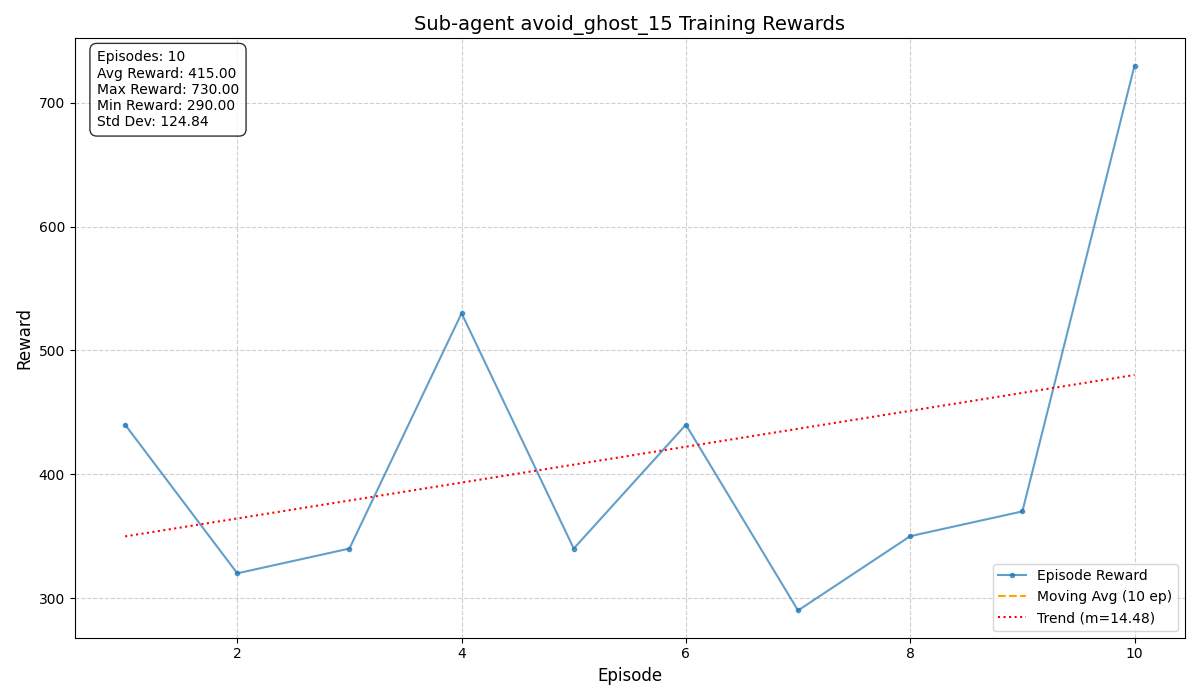 Sub-agent avoid_ghost_15 Training Rewards
Episodes: 10
Avg Reward: 415.00
Max Reward: 730.00
Min Reward: 290.00
Std Dev: 124.84
Reward
700
600
500
400
300
2 4 6 8 10
Episode
Episode Reward
Moving Avg (10 ep)
Trend (m=14.48)